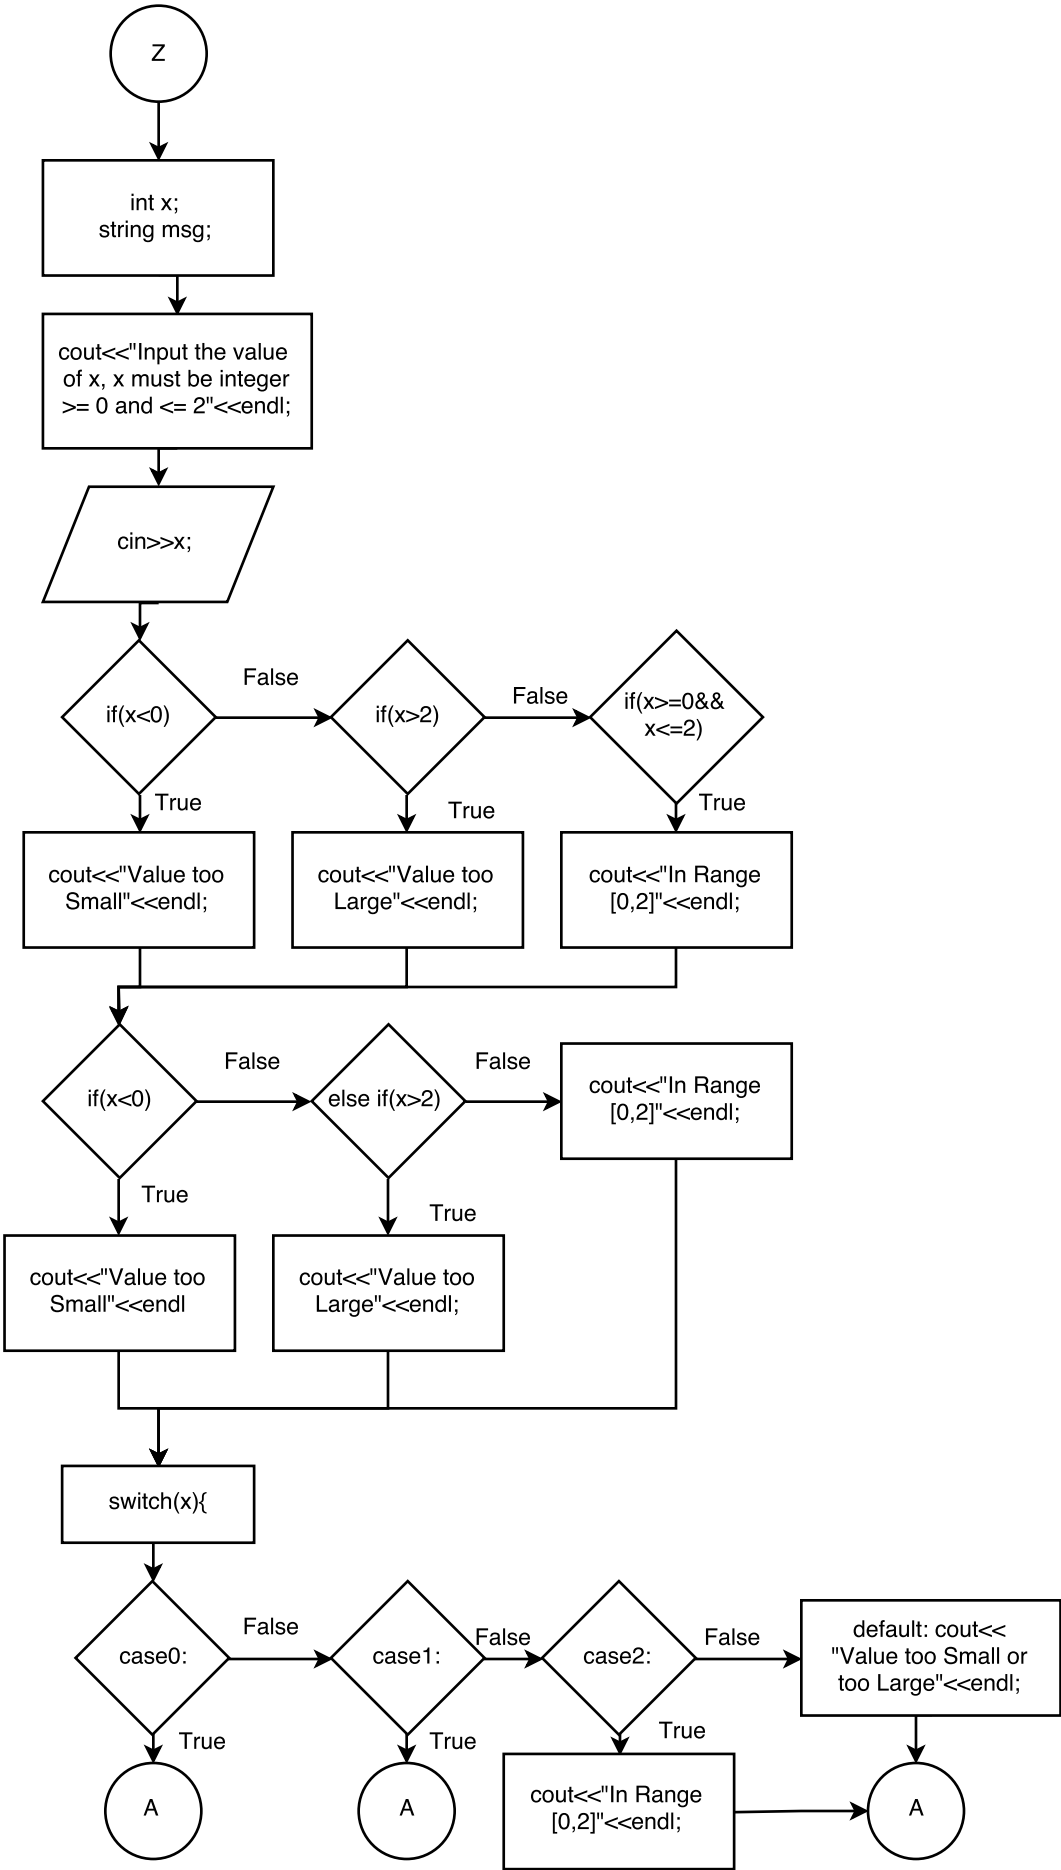 Z
int x;
string msg;
cout<<"Input the value
of x, x must be integer
>= 0 and <= 2"<<endl;
cin>>x;
if(x<0)
False
if(x>2)
False
if(x>=0&&
x<=2)
True
True
True
cout<<"Value too
Small"<<endl;
cout<<"Value too
Large"<<endl;
cout<<"In Range
[0,2]"<<endl;
if(x<0)
False
else if(x>2)
False
cout<<"In Range
[0,2]"<<endl;
True
True
cout<<"Value too
Small"<<endl
cout<<"Value too
Large"<<endl;
switch(x){
case0:
False
case1:
False
case2:
False
default: cout<<
"Value too Small or
too Large"<<endl;
True
True
True
A
A
cout<<"In Range
[0,2]"<<endl;
A